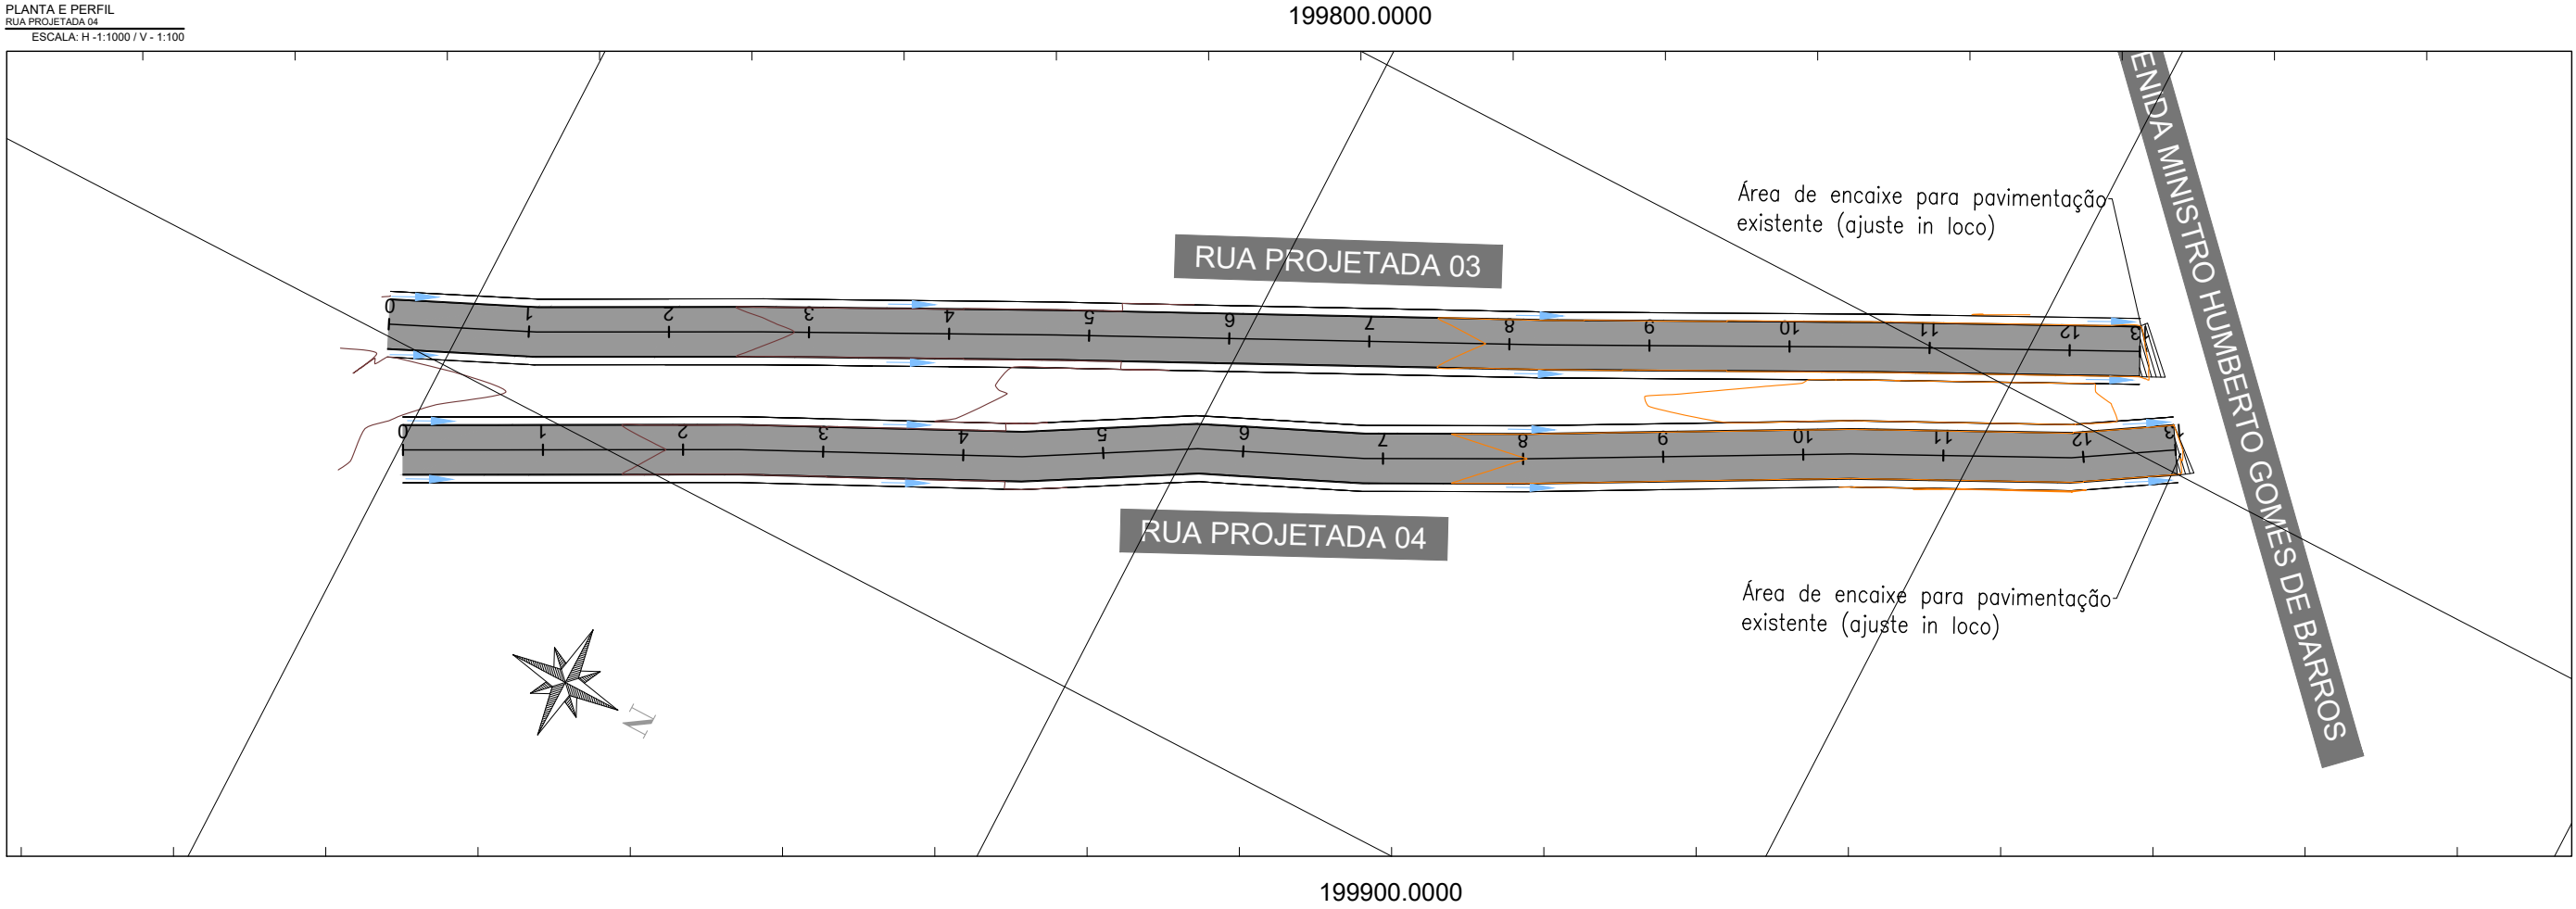 PLANTA E PERFIL
RUA PROJETADA 04
ESCALA: H -1:1000 / V - 1:100
199800.0000
ENIDA MINISTRO HUMBERTO GOMES DE BARROS
Área de encaixe para pavimentação
existente (ajuste in loco)
RUA PROJETADA 03
0 1 2 3 4 5 6 7 8 9 10 11 12 13
0 1 2 3 4 5 6 7 8 9 10 11 12 13
RUA PROJETADA 04
Área de encaixe para pavimentação
existente (ajuste in loco)
N
199900.0000